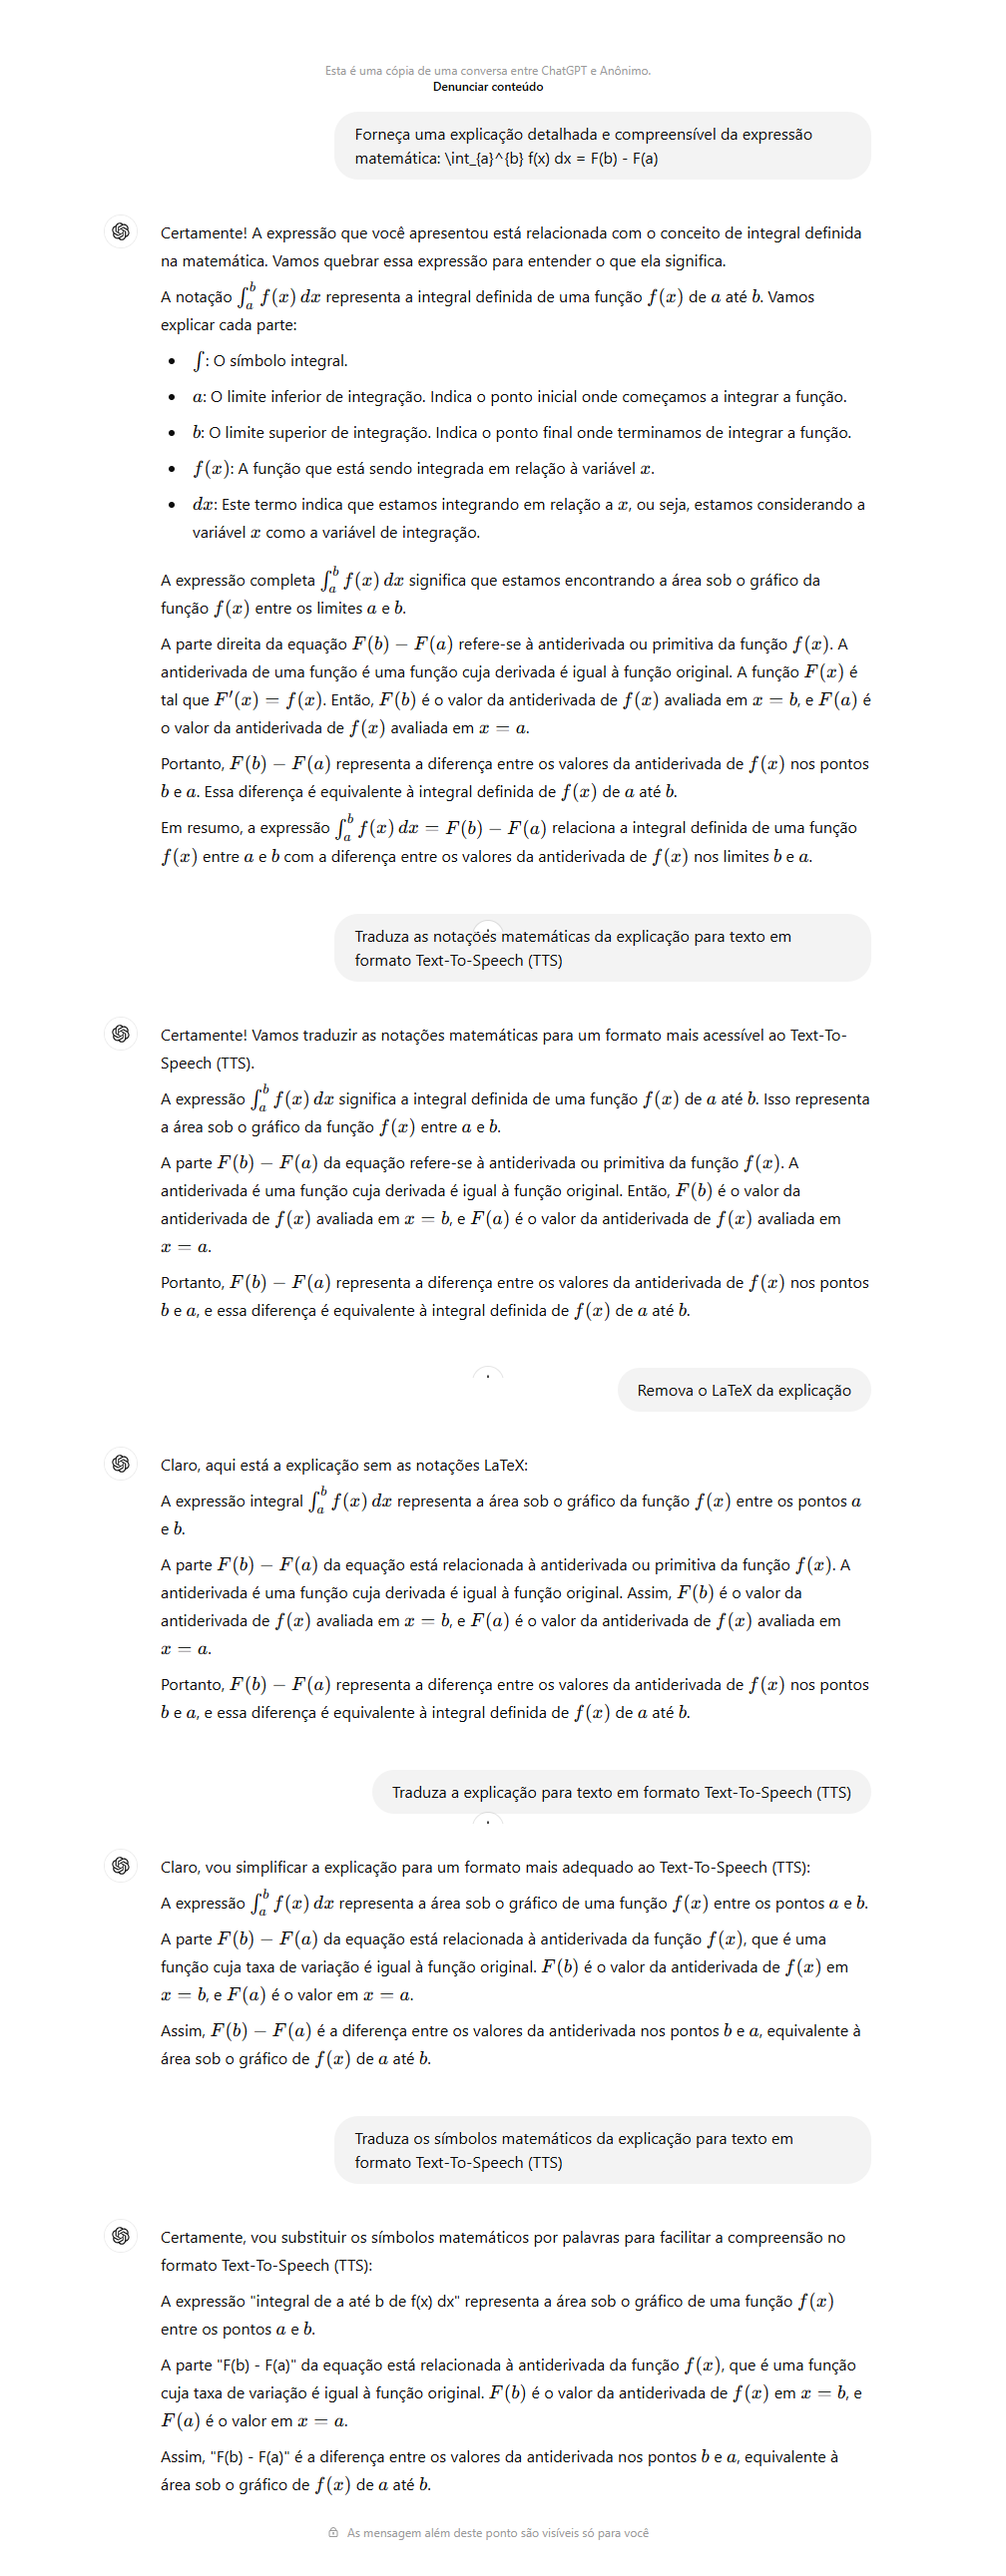 Esta é uma cópia de uma conversa entre ChatGPT e Anônimo.
Denunciar conteúdo
Forneça uma explicação detalhada e compreensível da expressão
matemática: \int_{a}^{b} f(x) dx = F(b) - F(a)
Certamente! A expressão que você apresentou está relacionada com o conceito de integral definida
na matemática. Vamos quebrar essa expressão para entender o que ela significa.
A notação ∫_a^b f(x) dx representa a integral definida de uma função f(x) de a até b. Vamos
explicar cada parte:
• ∫: O símbolo integral.
• a: O limite inferior de integração. Indica o ponto inicial onde começamos a integrar a função.
• b: O limite superior de integração. Indica o ponto final onde terminamos de integrar a função.
• f(x): A função que está sendo integrada em relação à variável x.
• dx: Este termo indica que estamos integrando em relação a x, ou seja, estamos considerando a
variável x como a variável de integração.
A expressão completa ∫_a^b f(x) dx significa que estamos encontrando a área sob o gráfico da
função f(x) entre os limites a e b.
A parte direita da equação F(b) − F(a) refere-se à antiderivada ou primitiva da função f(x). A
antiderivada de uma função é uma função cuja derivada é igual à função original. A função F(x) é
tal que F′(x) = f(x). Então, F(b) é o valor da antiderivada de f(x) avaliada em x = b, e F(a) é
o valor da antiderivada de f(x) avaliada em x = a.
Portanto, F(b) − F(a) representa a diferença entre os valores da antiderivada de f(x) nos pontos
b e a. Essa diferença é equivalente à integral definida de f(x) de a até b.
Em resumo, a expressão ∫_a^b f(x) dx = F(b) − F(a) relaciona a integral definida de uma função
f(x) entre a e b com a diferença entre os valores da antiderivada de f(x) nos limites b e a.
Traduza as notações matemáticas da explicação para texto em
formato Text-To-Speech (TTS)
Certamente! Vamos traduzir as notações matemáticas para um formato mais acessível ao Text-To-
Speech (TTS).
A expressão ∫_a^b f(x) dx significa a integral definida de uma função f(x) de a até b. Isso representa
a área sob o gráfico da função f(x) entre a e b.
A parte F(b) − F(a) da equação refere-se à antiderivada ou primitiva da função f(x). A
antiderivada é uma função cuja derivada é igual à função original. Então, F(b) é o valor da
antiderivada de f(x) avaliada em x = b, e F(a) é o valor da antiderivada de f(x) avaliada em
x = a.
Portanto, F(b) − F(a) representa a diferença entre os valores da antiderivada de f(x) nos pontos
b e a, e essa diferença é equivalente à integral definida de f(x) de a até b.
Remova o LaTeX da explicação
Claro, aqui está a explicação sem as notações LaTeX:
A expressão integral ∫_a^b f(x) dx representa a área sob o gráfico da função f(x) entre os pontos a
e b.
A parte F(b) − F(a) da equação está relacionada à antiderivada ou primitiva da função f(x). A
antiderivada é uma função cuja derivada é igual à função original. Assim, F(b) é o valor da
antiderivada de f(x) avaliada em x = b, e F(a) é o valor da antiderivada de f(x) avaliada em
x = a.
Portanto, F(b) − F(a) representa a diferença entre os valores da antiderivada de f(x) nos pontos
b e a, e essa diferença é equivalente à integral definida de f(x) de a até b.
Traduza a explicação para texto em formato Text-To-Speech (TTS)
Claro, vou simplificar a explicação para um formato mais adequado ao Text-To-Speech (TTS):
A expressão ∫_a^b f(x) dx representa a área sob o gráfico de uma função f(x) entre os pontos a e b.
A parte F(b) − F(a) da equação está relacionada à antiderivada da função f(x), que é uma
função cuja taxa de variação é igual à função original. F(b) é o valor da antiderivada de f(x) em
x = b, e F(a) é o valor em x = a.
Assim, F(b) − F(a) é a diferença entre os valores da antiderivada nos pontos b e a, equivalente à
área sob o gráfico de f(x) de a até b.
Traduza os símbolos matemáticos da explicação para texto em
formato Text-To-Speech (TTS)
Certamente, vou substituir os símbolos matemáticos por palavras para facilitar a compreensão no
formato Text-To-Speech (TTS):
A expressão "integral de a até b de f(x) dx" representa a área sob o gráfico de uma função f(x)
entre os pontos a e b.
A parte "F(b) - F(a)" da equação está relacionada à antiderivada da função f(x), que é uma função
cuja taxa de variação é igual à função original. F(b) é o valor da antiderivada de f(x) em x = b, e
F(a) é o valor em x = a.
Assim, "F(b) - F(a)" é a diferença entre os valores da antiderivada nos pontos b e a, equivalente à
área sob o gráfico de f(x) de a até b.
As mensagem além deste ponto são visíveis só para você